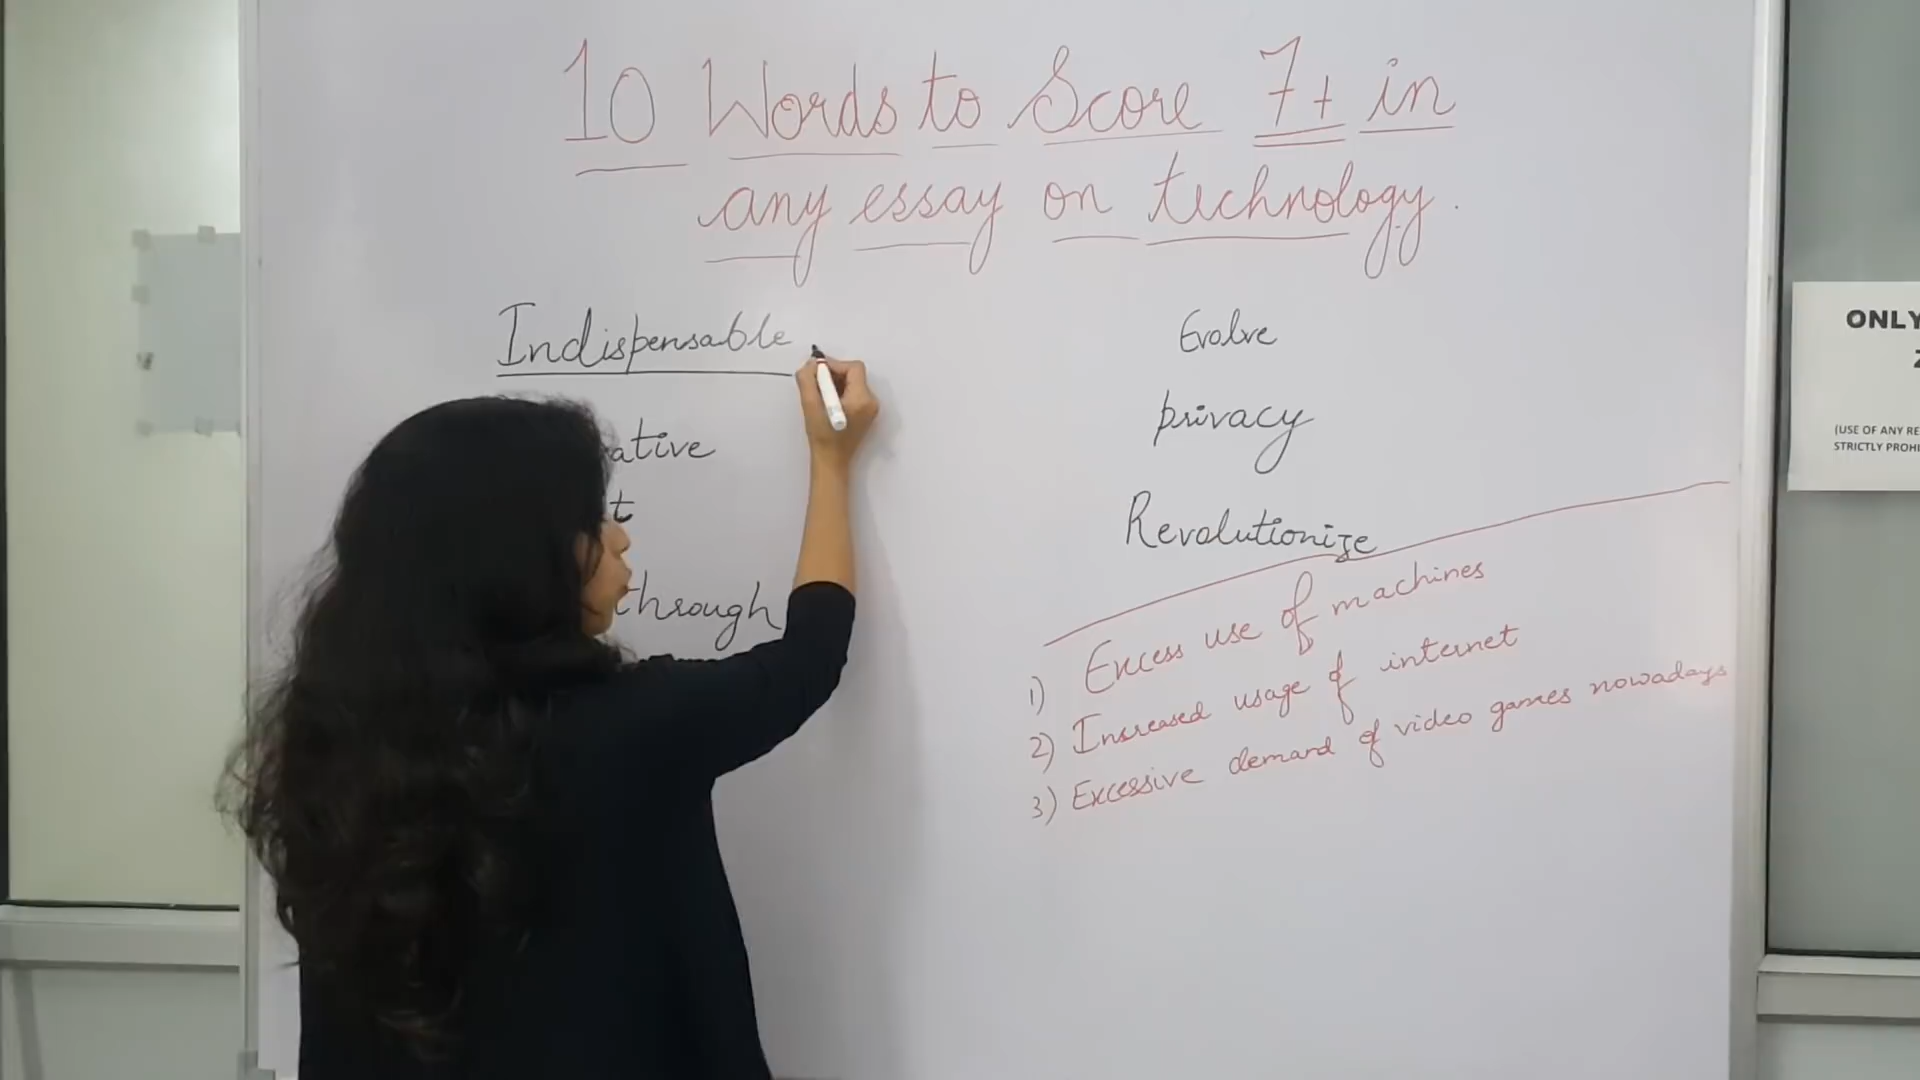 10 Words to Score 7+ in
any essay on technology.
Indispensable
ative
t
through
Evolve
privacy
Revolutionize
1) Excess use of machines
2) Increased usage of internet
3) Excessive demand of video games nowadays
ONLY
(USE OF ANY RE
STRICTLY PROHI